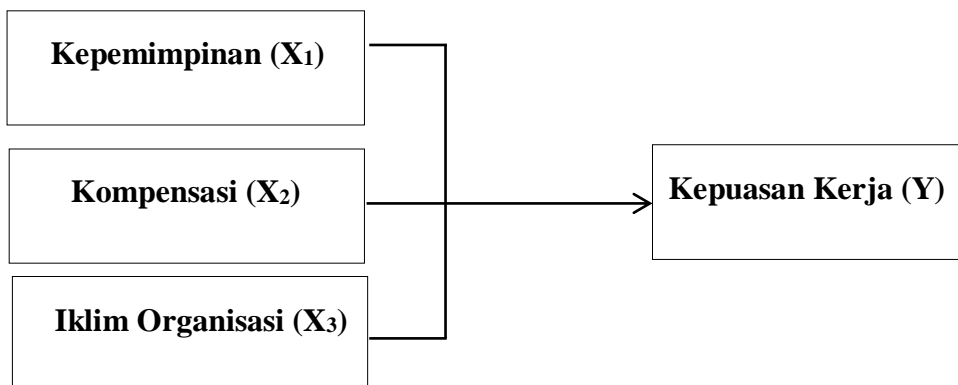 Kepemimpinan (X1)
Kompensasi (X2)
Kepuasan Kerja (Y)
Iklim Organisasi (X3)